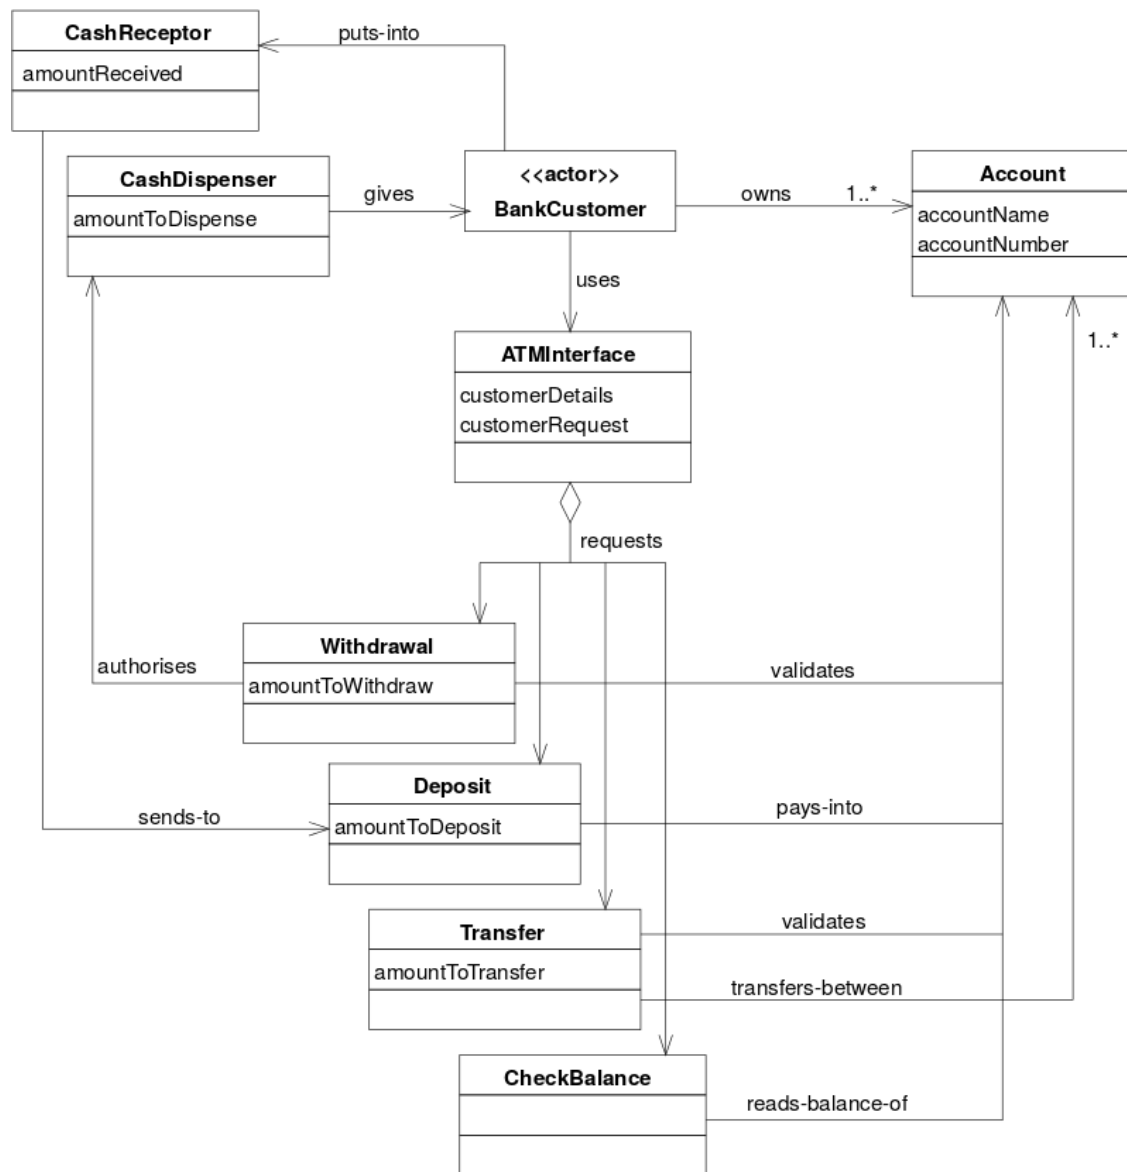 CashReceptor
amountReceived
puts-into
CashDispenser
amountToDispense
gives
<<actor>>
BankCustomer
owns
1..*
Account
accountName
accountNumber
uses
1..*
ATMInterface
customerDetails
customerRequest
requests
Withdrawal
amountToWithdraw
authorises
validates
Deposit
amountToDeposit
sends-to
pays-into
Transfer
amountToTransfer
validates
transfers-between
CheckBalance
reads-balance-of